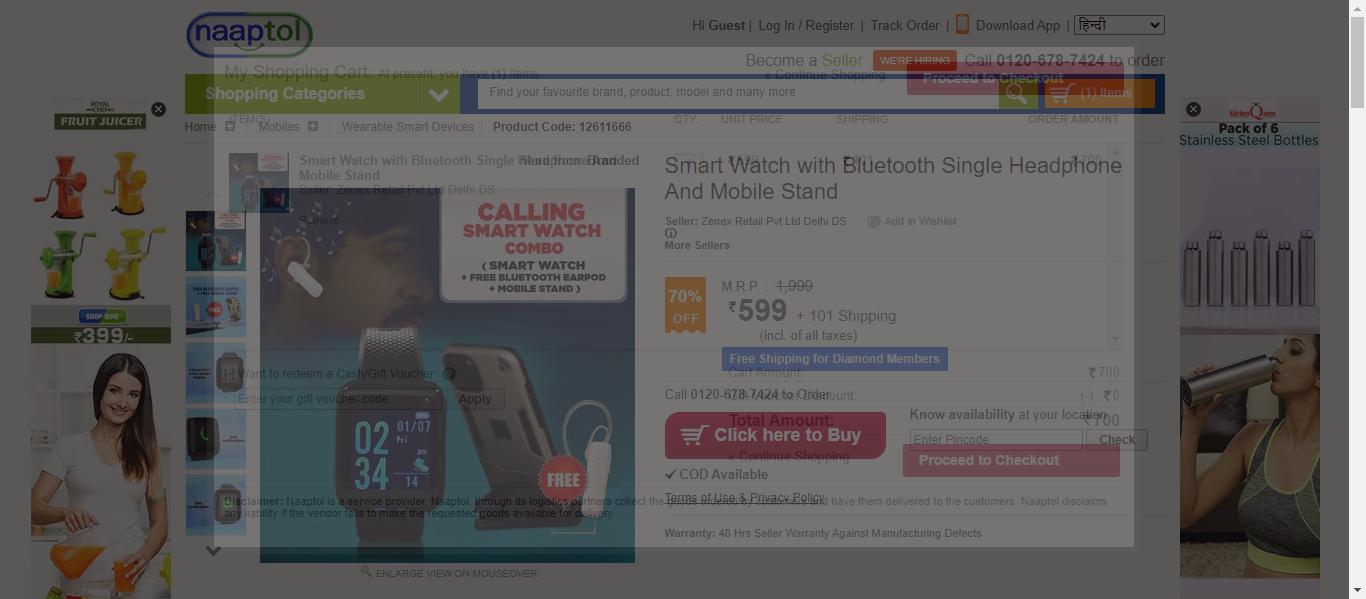 naaptol
Hi Guest | Log In / Register | Track Order | Download App | हिन्दी
Become a Seller WE'RE HIRING Call 0120-678-7424 to order
My Shopping Cart: At present, you have (1) items.
« Continue Shopping
Proceed to Checkout
Shopping Categories
Find your favourite brand, product, model and many more
(1) Items
ITEM(S) QTY. UNIT PRICE SHIPPING ORDER AMOUNT
Home Mobiles Wearable Smart Devices Product Code: 12611666
ROYAL
CHEF
FRUIT JUICER
SHOP NOW
₹399/-
Smart Watch with Bluetooth Single Headphone And
Mobile Stand
Seller: Zenex Retail Pvt Ltd Delhi DS
Remove
₹700
CALLING
SMART WATCH
COMBO
( SMART WATCH
+ FREE BLUETOOTH EARPOD
+ MOBILE STAND )
02
34
01/07
Fri
14
FREE
ENLARGE VIEW ON MOUSEOVER
Smart Watch with Bluetooth Single Headphone
And Mobile Stand
Seller: Zenex Retail Pvt Ltd Delhi DS Add in Wishlist
More Sellers
70%
OFF
M.R.P. : 1,999
₹599 + 101 Shipping
(incl. of all taxes)
Free Shipping for Diamond Members
Cart Amount: ₹700
[-] Want to redeem a Cash/Gift Voucher ?
Enter your gift voucher code Apply
Call 0120-678-7424 to Order
Discount: (-) ₹0
Total Amount: ₹700
Click here to Buy
Know availability at your location
Enter Pincode Check
« Continue Shopping
Proceed to Checkout
COD Available
Terms of Use & Privacy Policy
Disclaimer: Naaptol is a service provider. Naaptol, through its logistics partners collect the goods ordered by customers and have them delivered to the customers. Naaptol disclaims
any liability if the vendor fails to make the requested goods available for delivery.
Warranty: 48 Hrs Seller Warranty Against Manufacturing Defects
Kitchen Queen
Pack of 6
Stainless Steel Bottles